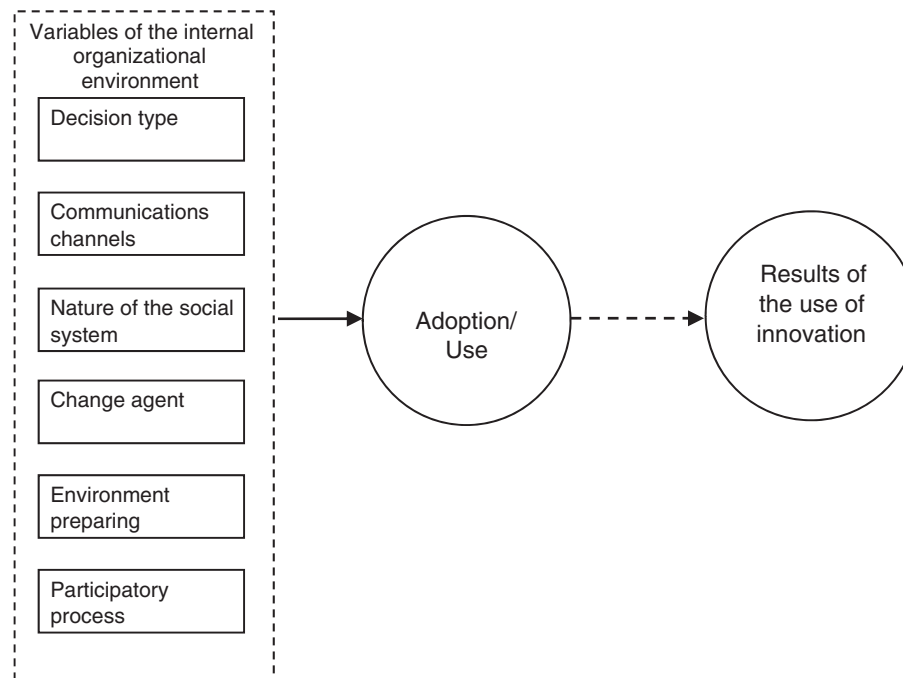 Variables of the internal
organizational
environment
Decision type
Communications
channels
Nature of the social
system
Change agent
Environment
preparing
Participatory
process
Adoption/
Use
Results of
the use of
innovation